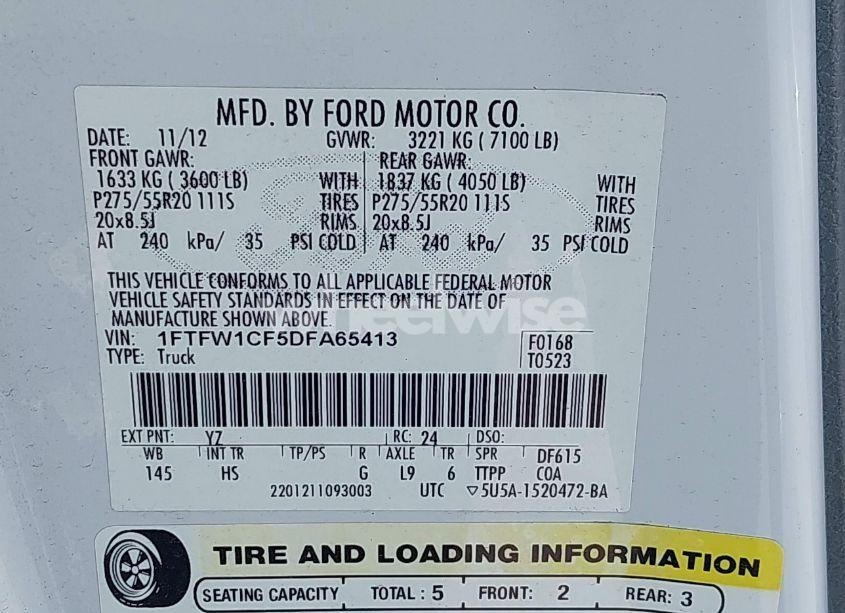 MFD. BY FORD MOTOR CO.
DATE: 11/12 GVWR: 3221 KG ( 7100 LB)
FRONT GAWR: REAR GAWR:
1633 KG ( 3600 LB) WITH 1837 KG ( 4050 LB) WITH
P275/55R20 111S TIRES P275/55R20 111S TIRES
20x8.5J RIMS 20x8.5J RIMS
AT 240 kPa/ 35 PSI COLD AT 240 kPa/ 35 PSI COLD
THIS VEHICLE CONFORMS TO ALL APPLICABLE FEDERAL MOTOR
VEHICLE SAFETY STANDARDS IN EFFECT ON THE DATE OF
MANUFACTURE SHOWN ABOVE.
VIN: 1FTFW1CF5DFA65413 F0168
TYPE: Truck T0523
EXT PNT: YZ RC: 24 DSO:
WB INT TR TP/PS R AXLE TR SPR DF615
145 HS G L9 6 TTPP COA
2201211093003 UTC ▽5U5A-1520472-BA
TIRE AND LOADING INFORMATION
SEATING CAPACITY TOTAL : 5 FRONT: 2 REAR: 3